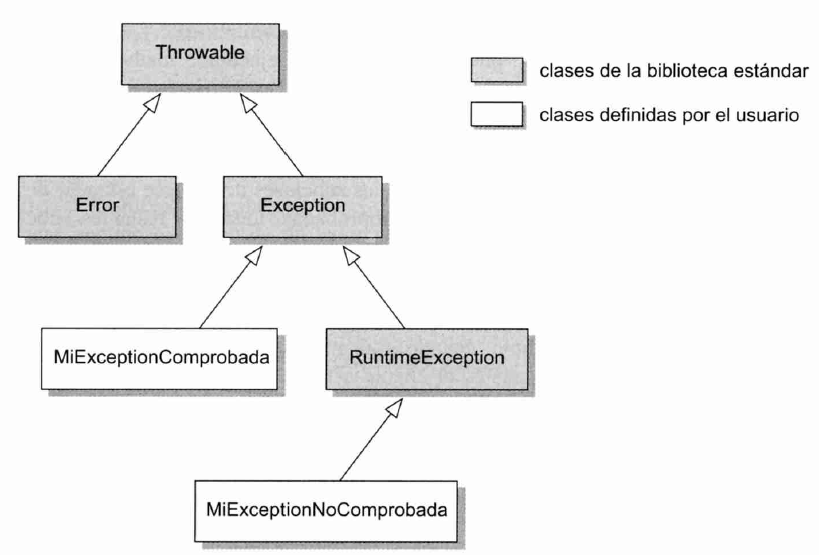 Throwable
clases de la biblioteca estándar
clases definidas por el usuario
Error
Exception
MiExceptionComprobada
RuntimeException
MiExceptionNoComprobada